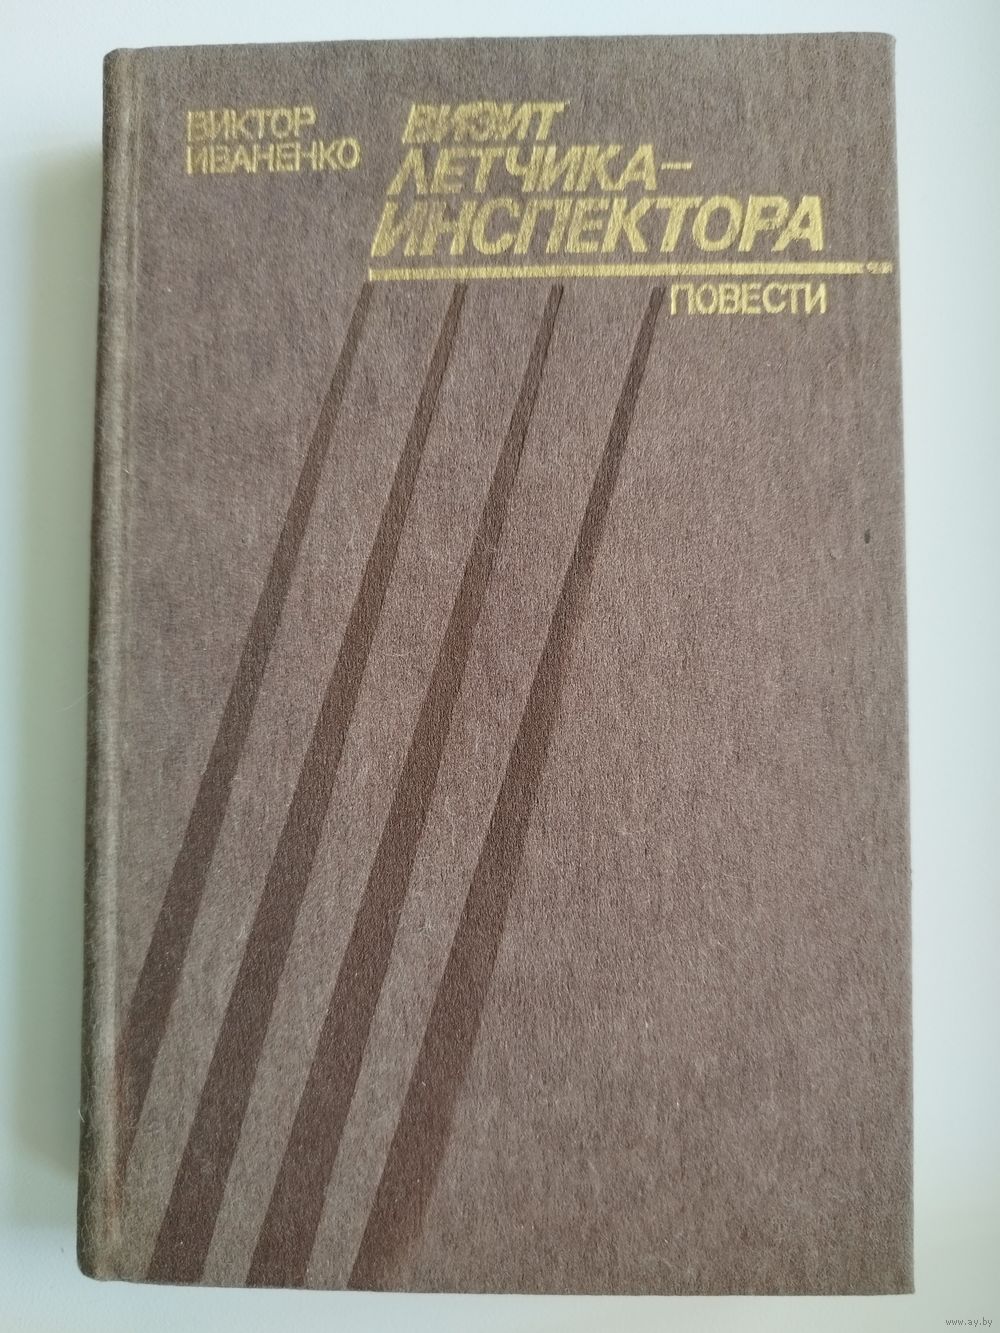 ВИКТОР
ИВАНЕНКО
ВИЗИТ
ЛЕТЧИКА–
ИНСПЕКТОРА
ПОВЕСТИ
www.ay.by